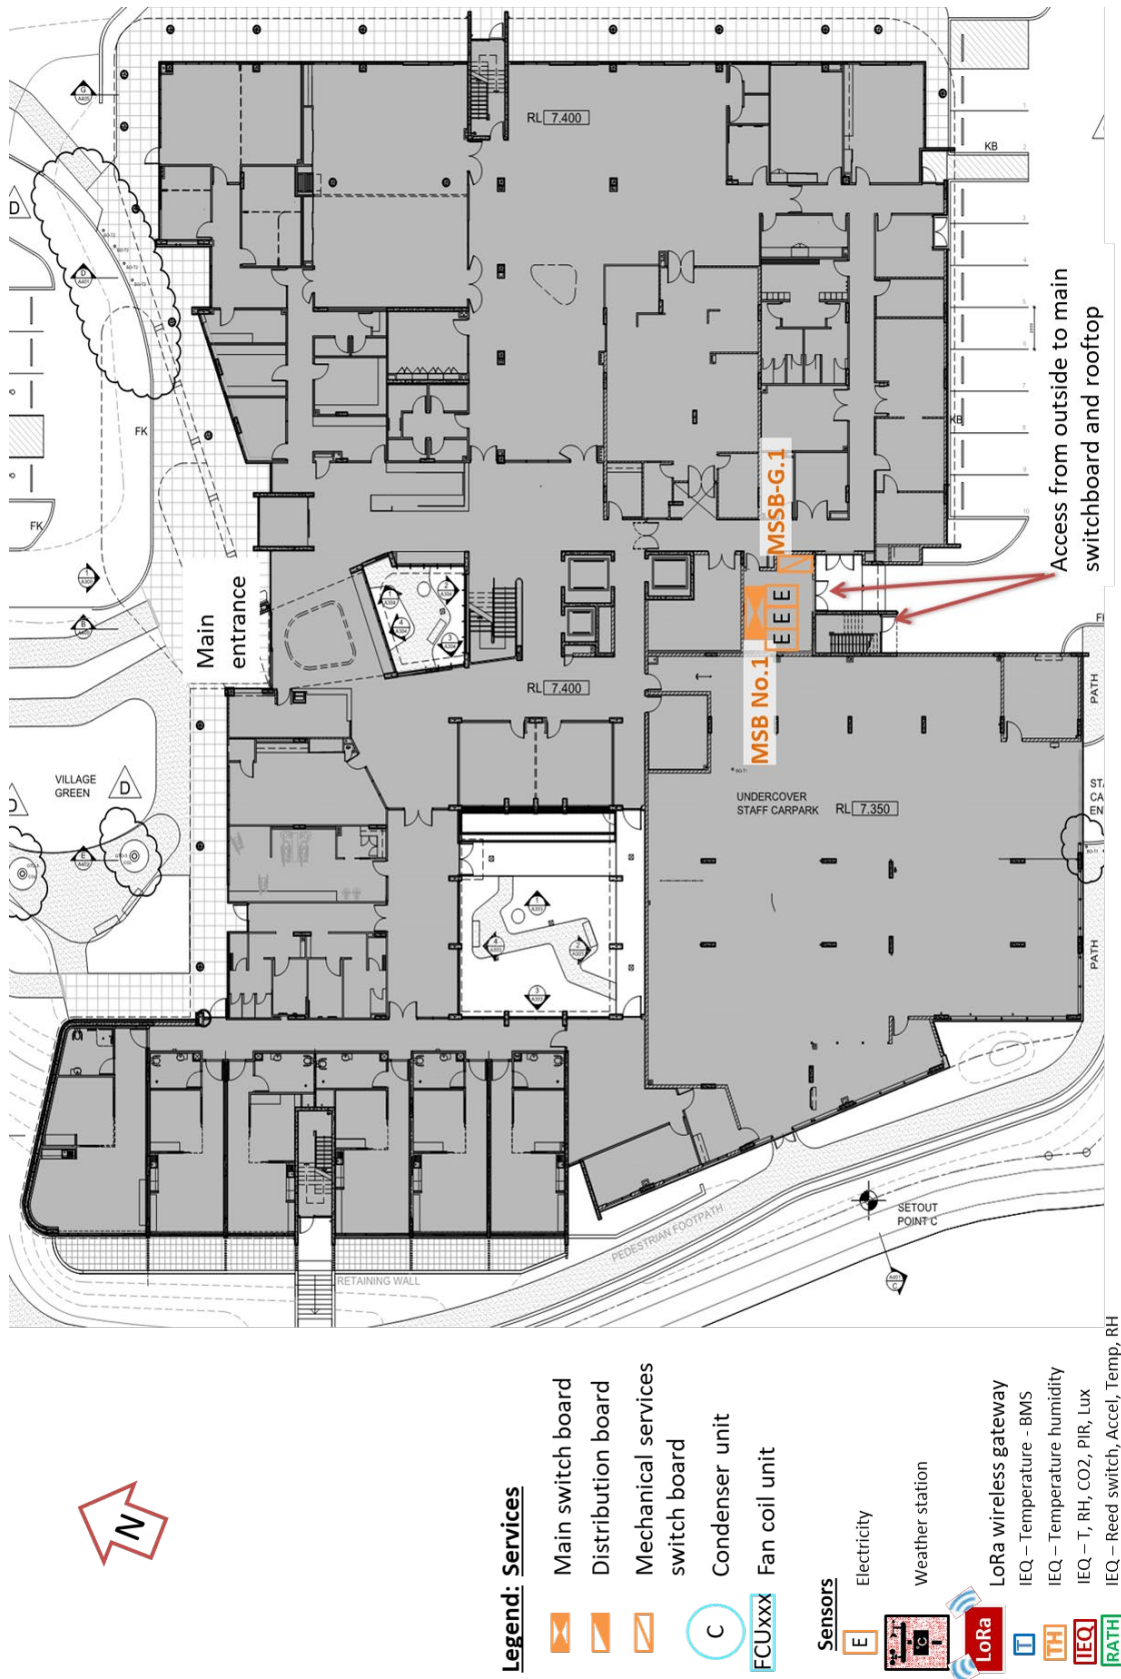 RL 7.400
KB
D
FK
KB
FK
Main
entrance
MSSB-G.1
E E E
E
MSB No.1
Access from outside to main
switchboard and rooftop
RL 7.400
VILLAGE
GREEN
D
D
UNDERCOVER
STAFF CARPARK
RL 7.350
PATH
PATH
SETOUT
POINT C
PEDESTRIAN FOOTPATH
RETAINING WALL
N
Legend: Services
Main switch board
Distribution board
Mechanical services
switch board
C Condenser unit
FCUxxx Fan coil unit
Sensors
E Electricity
Weather station
LoRa LoRa wireless gateway
T IEQ – Temperature - BMS
TH IEQ – Temperature humidity
IEQ IEQ – T, RH, CO2, PIR, Lux
RATH IEQ – Reed switch, Accel, Temp, RH